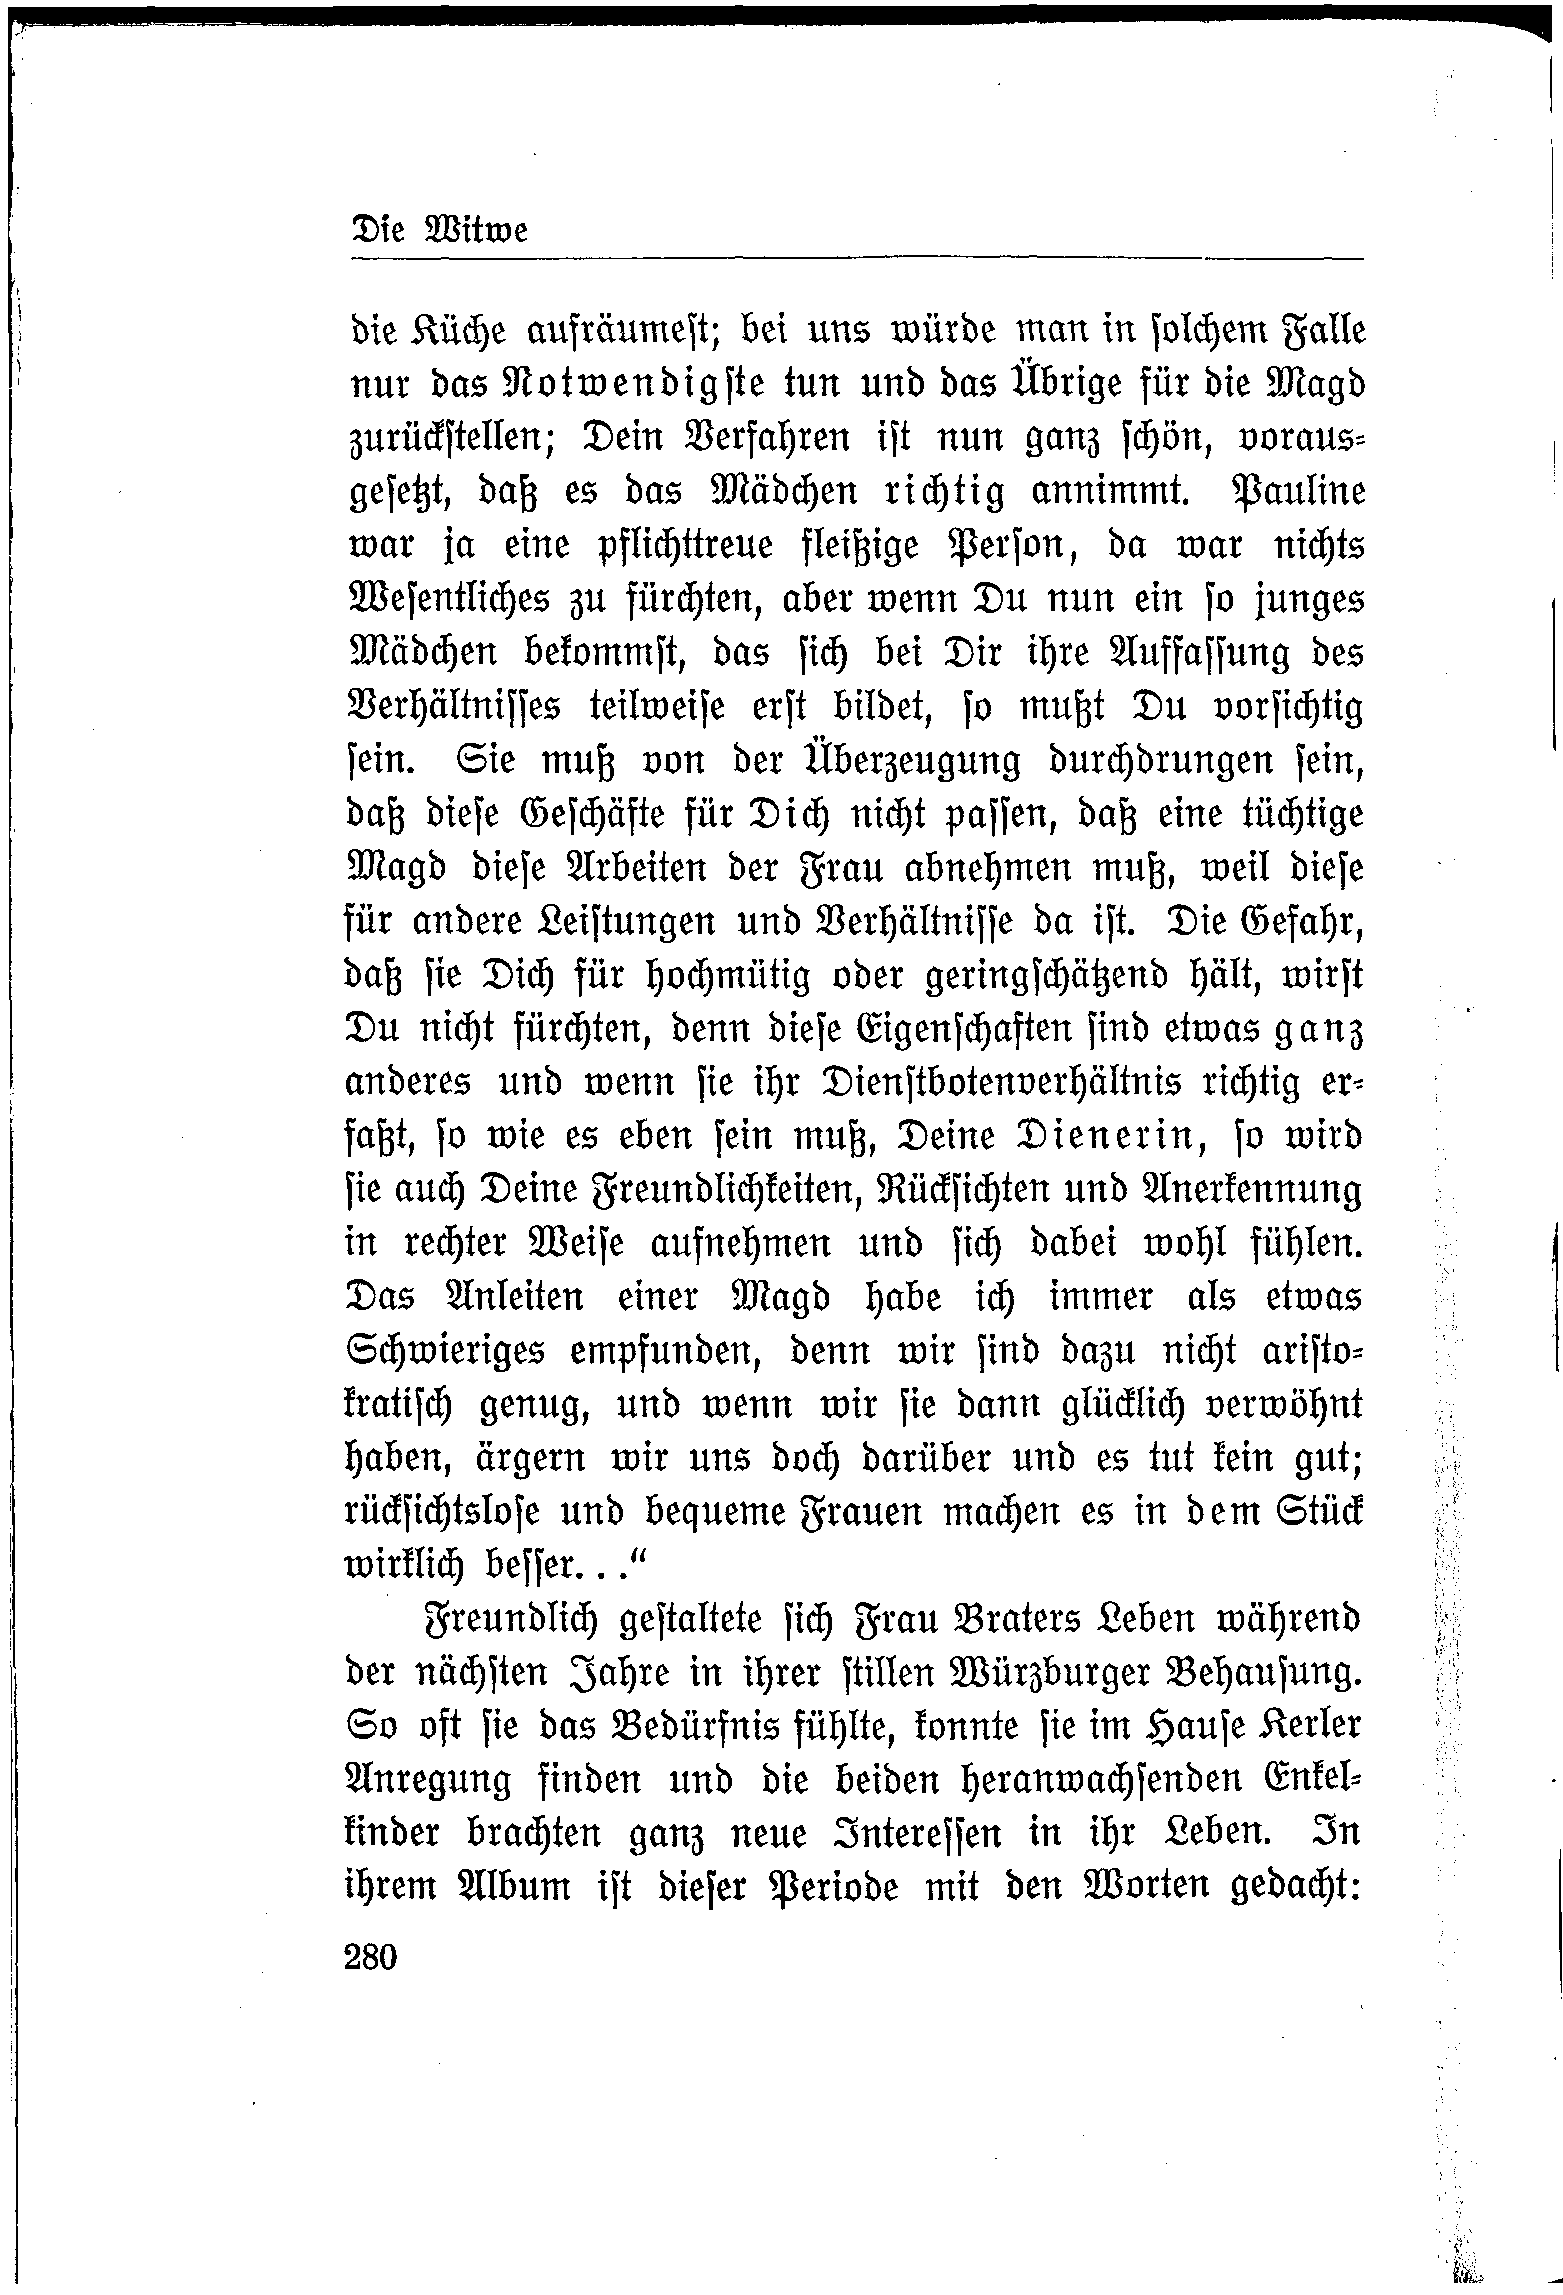 Die Witwe
die Küche aufräumest; bei uns würde man in solchem Falle
nur das Notwendigste tun und das Übrige für die Magd
zurückstellen; Dein Verfahren ist nun ganz schön, voraus-
gesetzt, daß es das Mädchen richtig annimmt. Pauline
war ja eine pflichttreue fleißige Person, da war nichts
Wesentliches zu fürchten, aber wenn Du nun ein so junges
Mädchen bekommst, das sich bei Dir ihre Auffassung des
Verhältnisses teilweise erst bildet, so mußt Du vorsichtig
sein. Sie muß von der Überzeugung durchdrungen sein,
daß diese Geschäfte für Dich nicht passen, daß eine tüchtige
Magd diese Arbeiten der Frau abnehmen muß, weil diese
für andere Leistungen und Verhältnisse da ist. Die Gefahr,
daß sie Dich für hochmütig oder geringschätzend hält, wirst
Du nicht fürchten, denn diese Eigenschaften sind etwas ganz
anderes und wenn sie ihr Dienstbotenverhältnis richtig er-
faßt, so wie es eben sein muß, Deine Dienerin, so wird
sie auch Deine Freundlichkeiten, Rücksichten und Anerkennung
in rechter Weise aufnehmen und sich dabei wohl fühlen.
Das Anleiten einer Magd habe ich immer als etwas
Schwieriges empfunden, denn wir sind dazu nicht aristo-
kratisch genug, und wenn wir sie dann glücklich verwöhnt
haben, ärgern wir uns doch darüber und es tut kein gut;
rücksichtslose und bequeme Frauen machen es in dem Stück
wirklich besser. . .“
Freundlich gestaltete sich Frau Braters Leben während
der nächsten Jahre in ihrer stillen Würzburger Behausung.
So oft sie das Bedürfnis fühlte, konnte sie im Hause Kerler
Anregung finden und die beiden heranwachsenden Enkel-
kinder brachten ganz neue Interessen in ihr Leben. In
ihrem Album ist dieser Periode mit den Worten gedacht:
280